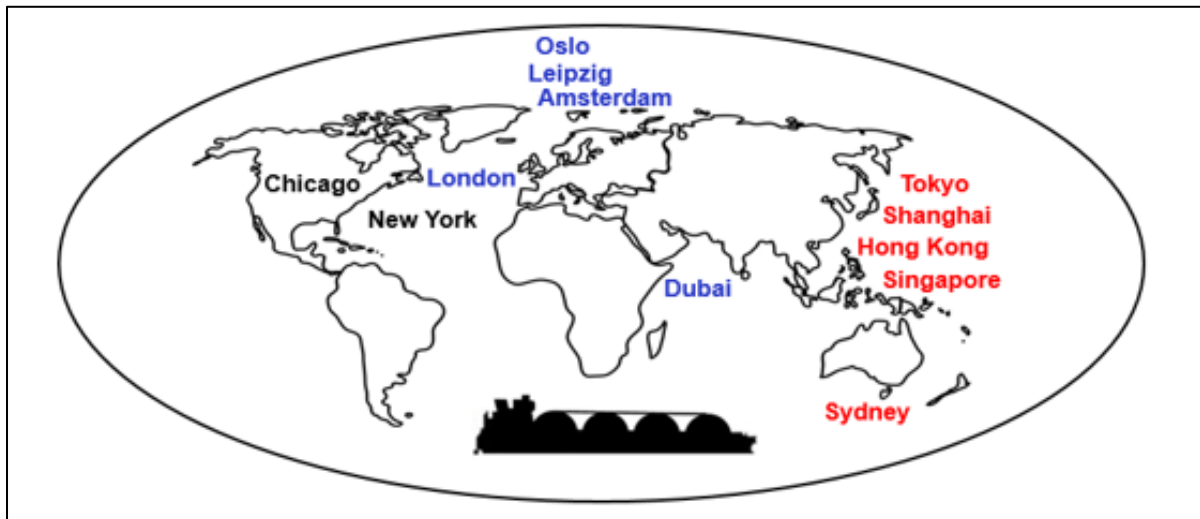 Oslo
Leipzig
Amsterdam
Chicago
London
Tokyo
New York
Shanghai
Hong Kong
Dubai
Singapore
Sydney